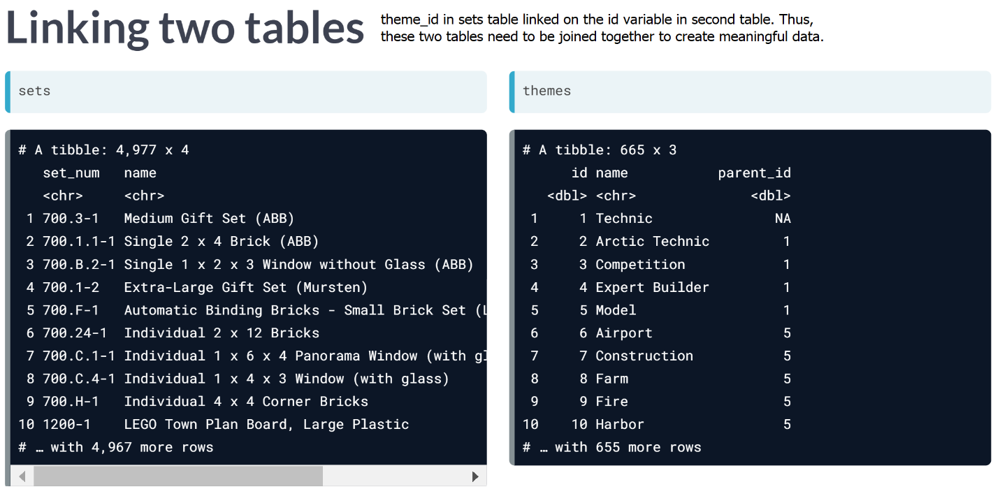 Linking two tables
theme_id in sets table linked on the id variable in second table. Thus,
these two tables need to be joined together to create meaningful data.
sets
# A tibble: 4,977 x 4
set_num name
<chr> <chr>
1 700.3-1 Medium Gift Set (ABB)
2 700.1.1-1 Single 2 x 4 Brick (ABB)
3 700.B.2-1 Single 1 x 2 x 3 Window without Glass (ABB)
4 700.1-2 Extra-Large Gift Set (Mursten)
5 700.F-1 Automatic Binding Bricks - Small Brick Set (L
6 700.24-1 Individual 2 x 12 Bricks
7 700.C.1-1 Individual 1 x 6 x 4 Panorama Window (with gl
8 700.C.4-1 Individual 1 x 4 x 3 Window (with glass)
9 700.H-1 Individual 4 x 4 Corner Bricks
10 1200-1 LEGO Town Plan Board, Large Plastic
# … with 4,967 more rows
themes
# A tibble: 665 x 3
id name parent_id
<dbl> <chr> <dbl>
1 1 Technic NA
2 2 Arctic Technic 1
3 3 Competition 1
4 4 Expert Builder 1
5 5 Model 1
6 6 Airport 5
7 7 Construction 5
8 8 Farm 5
9 9 Fire 5
10 10 Harbor 5
# … with 655 more rows